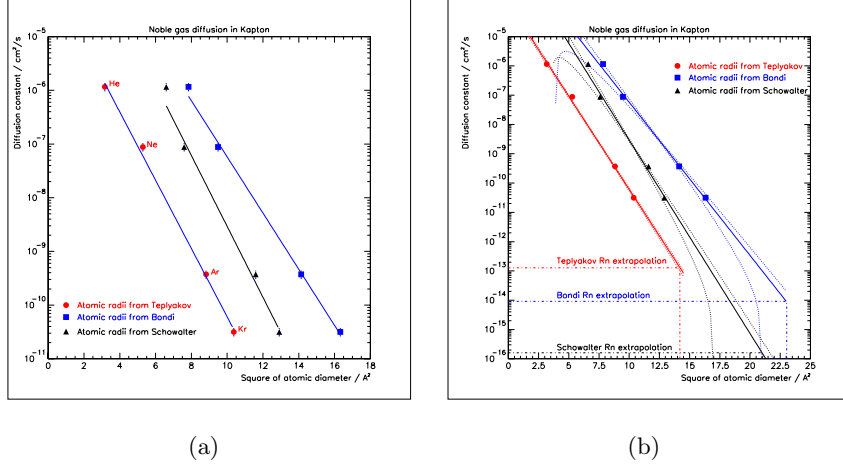 Noble gas diffusion in Kapton
Diffusion constant / cm²/s
10⁻⁵
10⁻⁶
10⁻⁷
10⁻⁸
10⁻⁹
10⁻¹⁰
10⁻¹¹
He
Ne
Ar
Kr
Atomic radii from Teplyakov
Atomic radii from Bondi
Atomic radii from Schowalter
0 2 4 6 8 10 12 14 16 18
Square of atomic diameter / A²
(a)
Noble gas diffusion in Kapton
Diffusion constant / cm²/s
10⁻⁵
10⁻⁶
10⁻⁷
10⁻⁸
10⁻⁹
10⁻¹⁰
10⁻¹¹
10⁻¹²
10⁻¹³
10⁻¹⁴
10⁻¹⁵
10⁻¹⁶
Atomic radii from Teplyakov
Atomic radii from Bondi
Atomic radii from Schowalter
Teplyakov Rn extrapolation
Bondi Rn extrapolation
Schowalter Rn extrapolation
0 2.5 5 7.5 10 12.5 15 17.5 20 22.5 25
Square of atomic diameter / A²
(b)